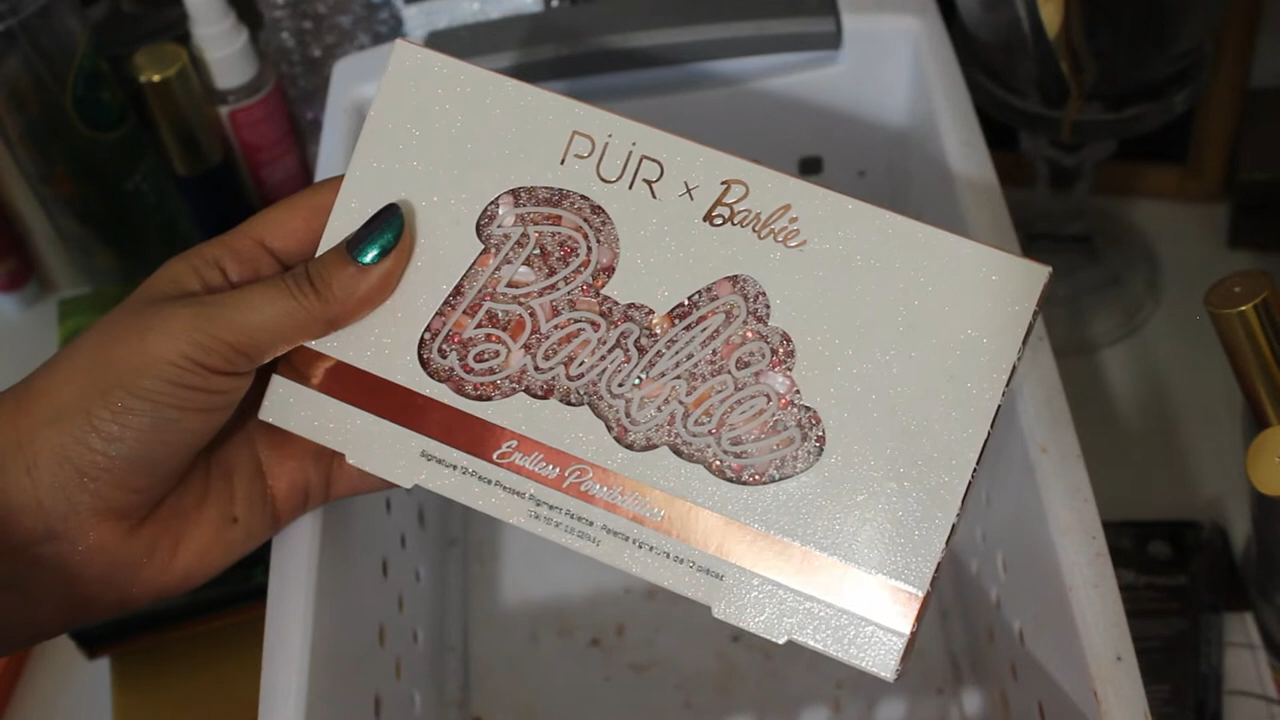 PÜR x Barbie
Barbie
Endless Possibilities
Signature 12-Piece Pressed Pigment Palette | Palette signature de 12 pièces